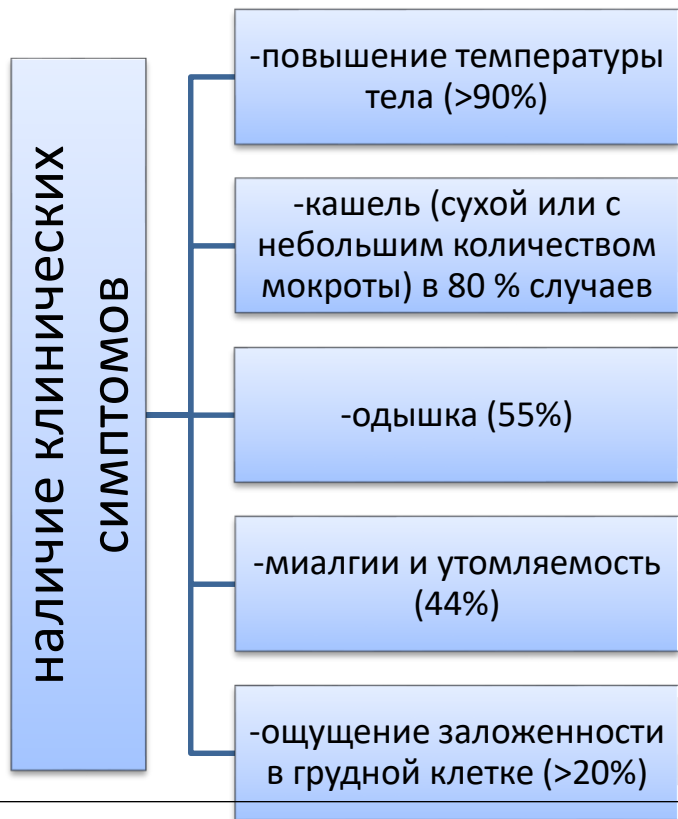 наличие клинических
симптомов
-повышение температуры
тела (>90%)
-кашель (сухой или с
небольшим количеством
мокроты) в 80 % случаев
-одышка (55%)
-миалгии и утомляемость
(44%)
-ощущение заложенности
в грудной клетке (>20%)